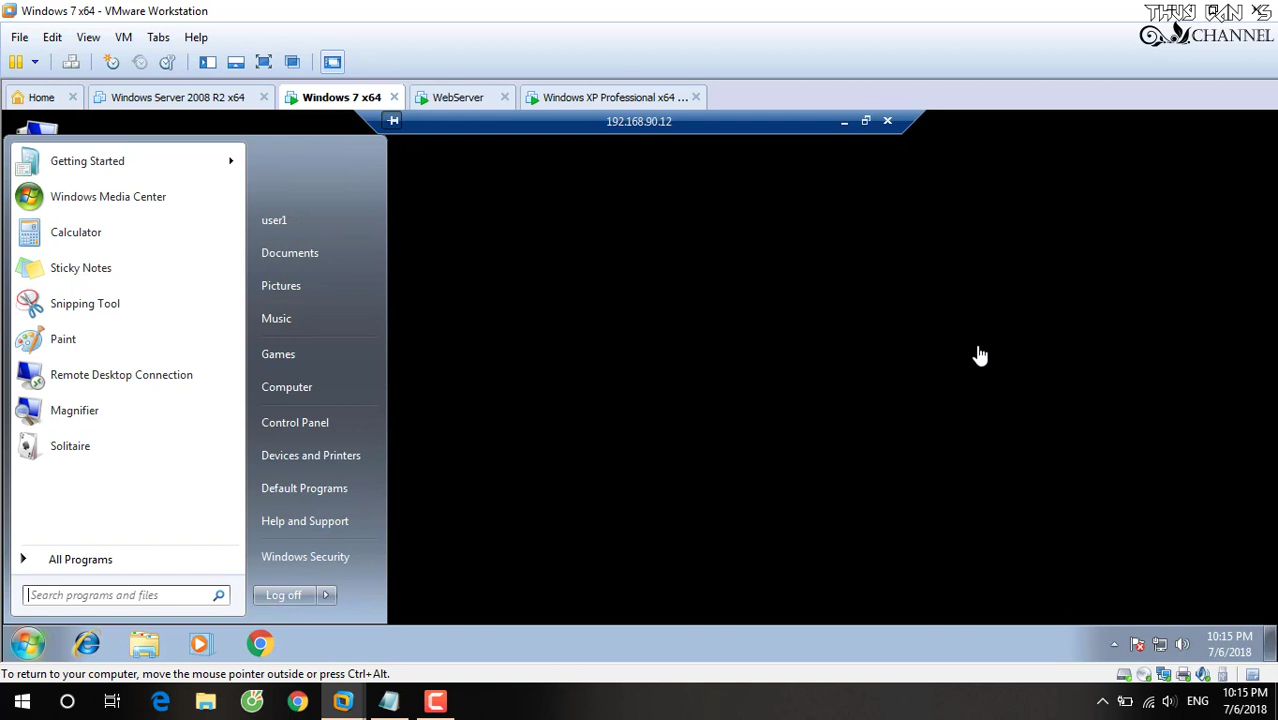 Windows 7 x64 - VMware Workstation
THUY KIN'S
CHANNEL
File Edit View VM Tabs Help
Home Windows Server 2008 R2 x64 Windows 7 x64 WebServer Windows XP Professional x64 ...
192.168.90.12
Getting Started
Windows Media Center
Calculator
Sticky Notes
Snipping Tool
Paint
Remote Desktop Connection
Magnifier
Solitaire
All Programs
Search programs and files
user1
Documents
Pictures
Music
Games
Computer
Control Panel
Devices and Printers
Default Programs
Help and Support
Windows Security
Log off
10:15 PM
7/6/2018
To return to your computer, move the mouse pointer outside or press Ctrl+Alt.
ENG
10:15 PM
7/6/2018